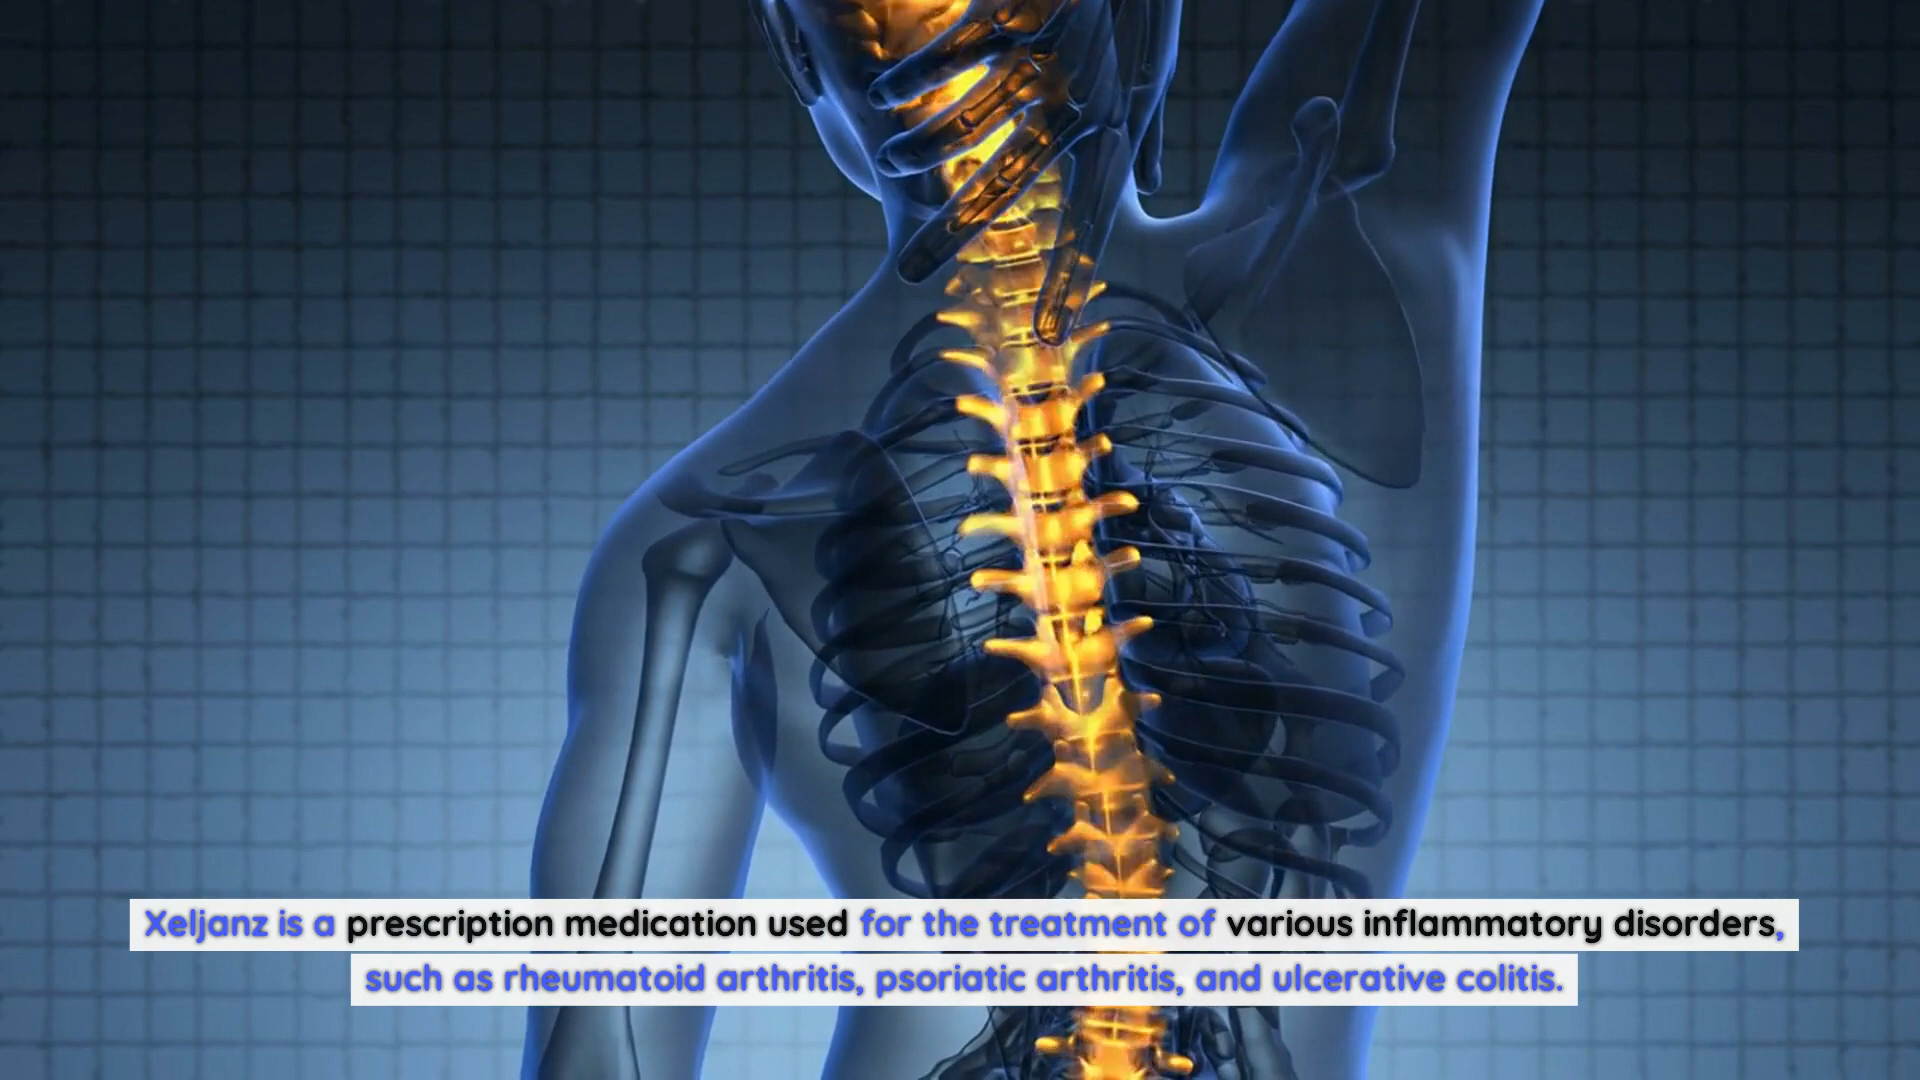 Xeljanz is a prescription medication used for the treatment of various inflammatory disorders,
such as rheumatoid arthritis, psoriatic arthritis, and ulcerative colitis.